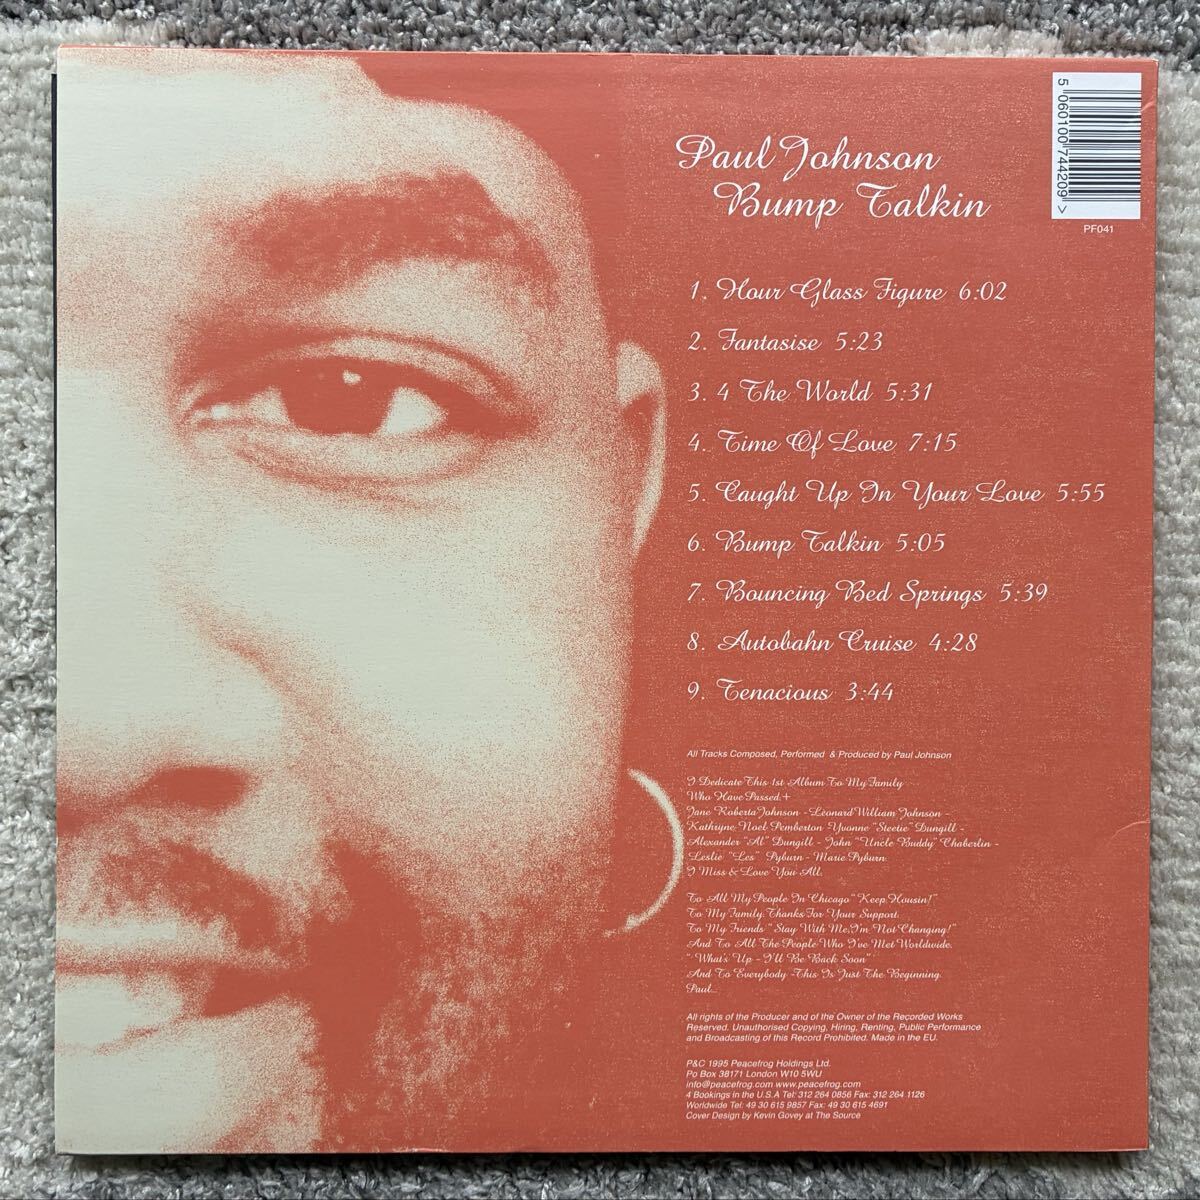 Paul Johnson
Bump Talkin
5 060100 744209 >
PF041
1. Hour Glass Figure 6:02
2. Fantasise 5:23
3. 4 The World 5:31
4. Time Of Love 7:15
5. Caught Up In Your Love 5:55
6. Bump Talkin 5:05
7. Bouncing Bed Springs 5:39
8. Autobahn Cruise 4:28
9. Tenacious 3:44
All Tracks Composed, Performed & Produced by Paul Johnson
I Dedicate This 1st Album To My Family
Who Have Passed.+
Jane Roberta Johnson - Leonard William Johnson -
Kathryne Noel Pemberton Yvonne "Steetie" Dungill -
Alexander "Al" Dungill - John "Uncle Buddy" Chaberlin -
Leslie "Les" Pyburn - Marie Pyburn
I Miss & Love You All.
To All My People In Chicago "Keep Housin!"
To My Family. Thanks For Your Support.
To My Friends "Stay With Me, I'm Not Changing!"
And To All The People Who I've Met Worldwide.
"What's Up - I'll Be Back Soon"
And To Everybody This Is Just The Beginning.
Paul...
All rights of the Producer and of the Owner of the Recorded Works
Reserved. Unauthorised Copying, Hiring, Renting, Public Performance
and Broadcasting of this Record Prohibited. Made in the EU.
P&C 1995 Peacefrog Holdings Ltd.
Po Box 38171 London W10 5WU
info@peacefrog.com www.peacefrog.com
4 Bookings in the U.S.A Tel: 312 264 0856 Fax: 312 264 1126
Worldwide Tel: 49 30 615 9857 Fax: 49 30 615 4691
Cover Design by Kevin Govey at The Source